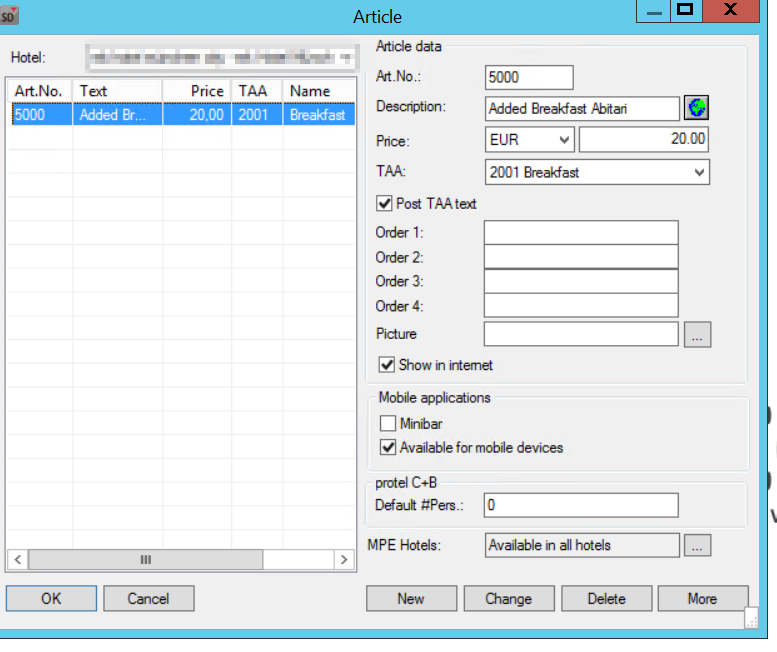 SD
Article
X
Hotel:
Art.No. Text Price TAA Name
5000 Added Br... 20,00 2001 Breakfast
OK Cancel
Article data
Art.No.: 5000
Description: Added Breakfast Abitari
Price: EUR 20.00
TAA: 2001 Breakfast
Post TAA text
Order 1:
Order 2:
Order 3:
Order 4:
Picture ...
Show in internet
Mobile applications
Minibar
Available for mobile devices
protel C+B
Default #Pers.: 0
MPE Hotels: Available in all hotels ...
New Change Delete More